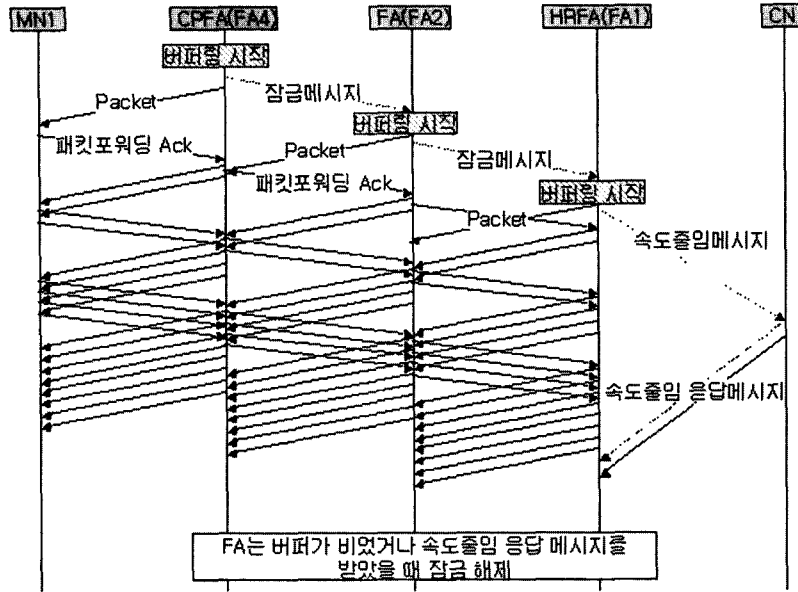 MN1
CPFA(FA4)
FA(FA2)
HRFA(FA1)
CN
버퍼링 시작
잠금메시지
Packet
버퍼링 시작
패킷포워딩 Ack
Packet
잠금메시지
패킷포워딩 Ack
버퍼링 시작
Packet
속도줄임메시지
속도줄임 응답메시지
FA는 버퍼가 비었거나 속도줄임 응답 메시지를
받았을 때 잠금 해제